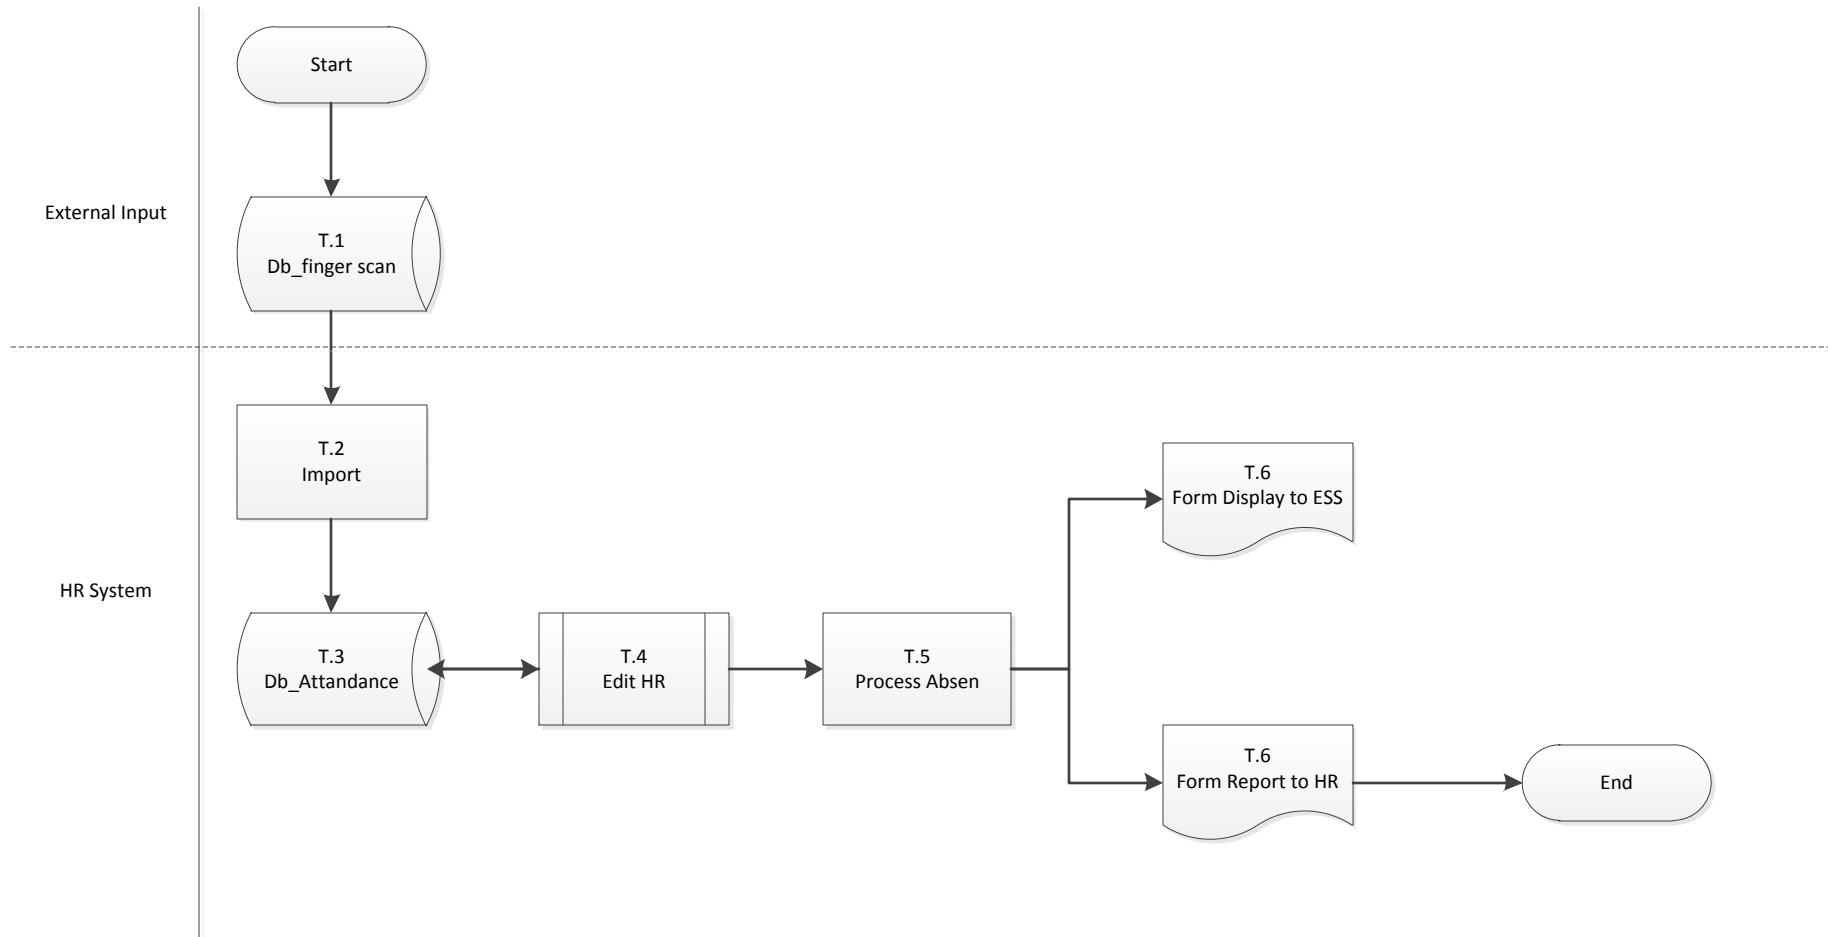 Start
External Input
T.1
Db_finger scan
T.2
Import
T.6
Form Display to ESS
HR System
T.3
Db_Attandance
T.4
Edit HR
T.5
Process Absen
T.6
Form Report to HR
End